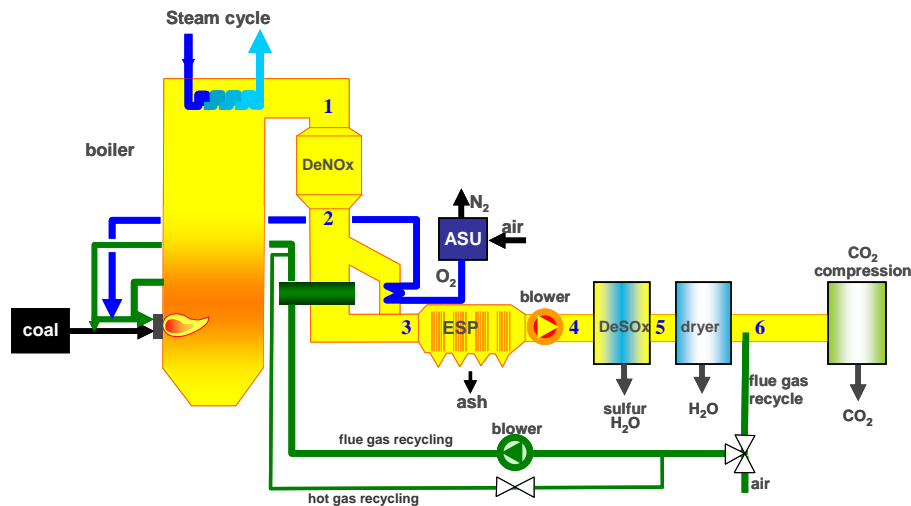 Steam cycle
1
boiler
DeNOx
N₂
2
ASU
air
O₂
CO₂
compression
blower
coal
3
ESP
4
DeSOx
5
dryer
6
ash
sulfur
H₂O
H₂O
flue gas
recycle
CO₂
blower
flue gas recycling
hot gas recycling
air